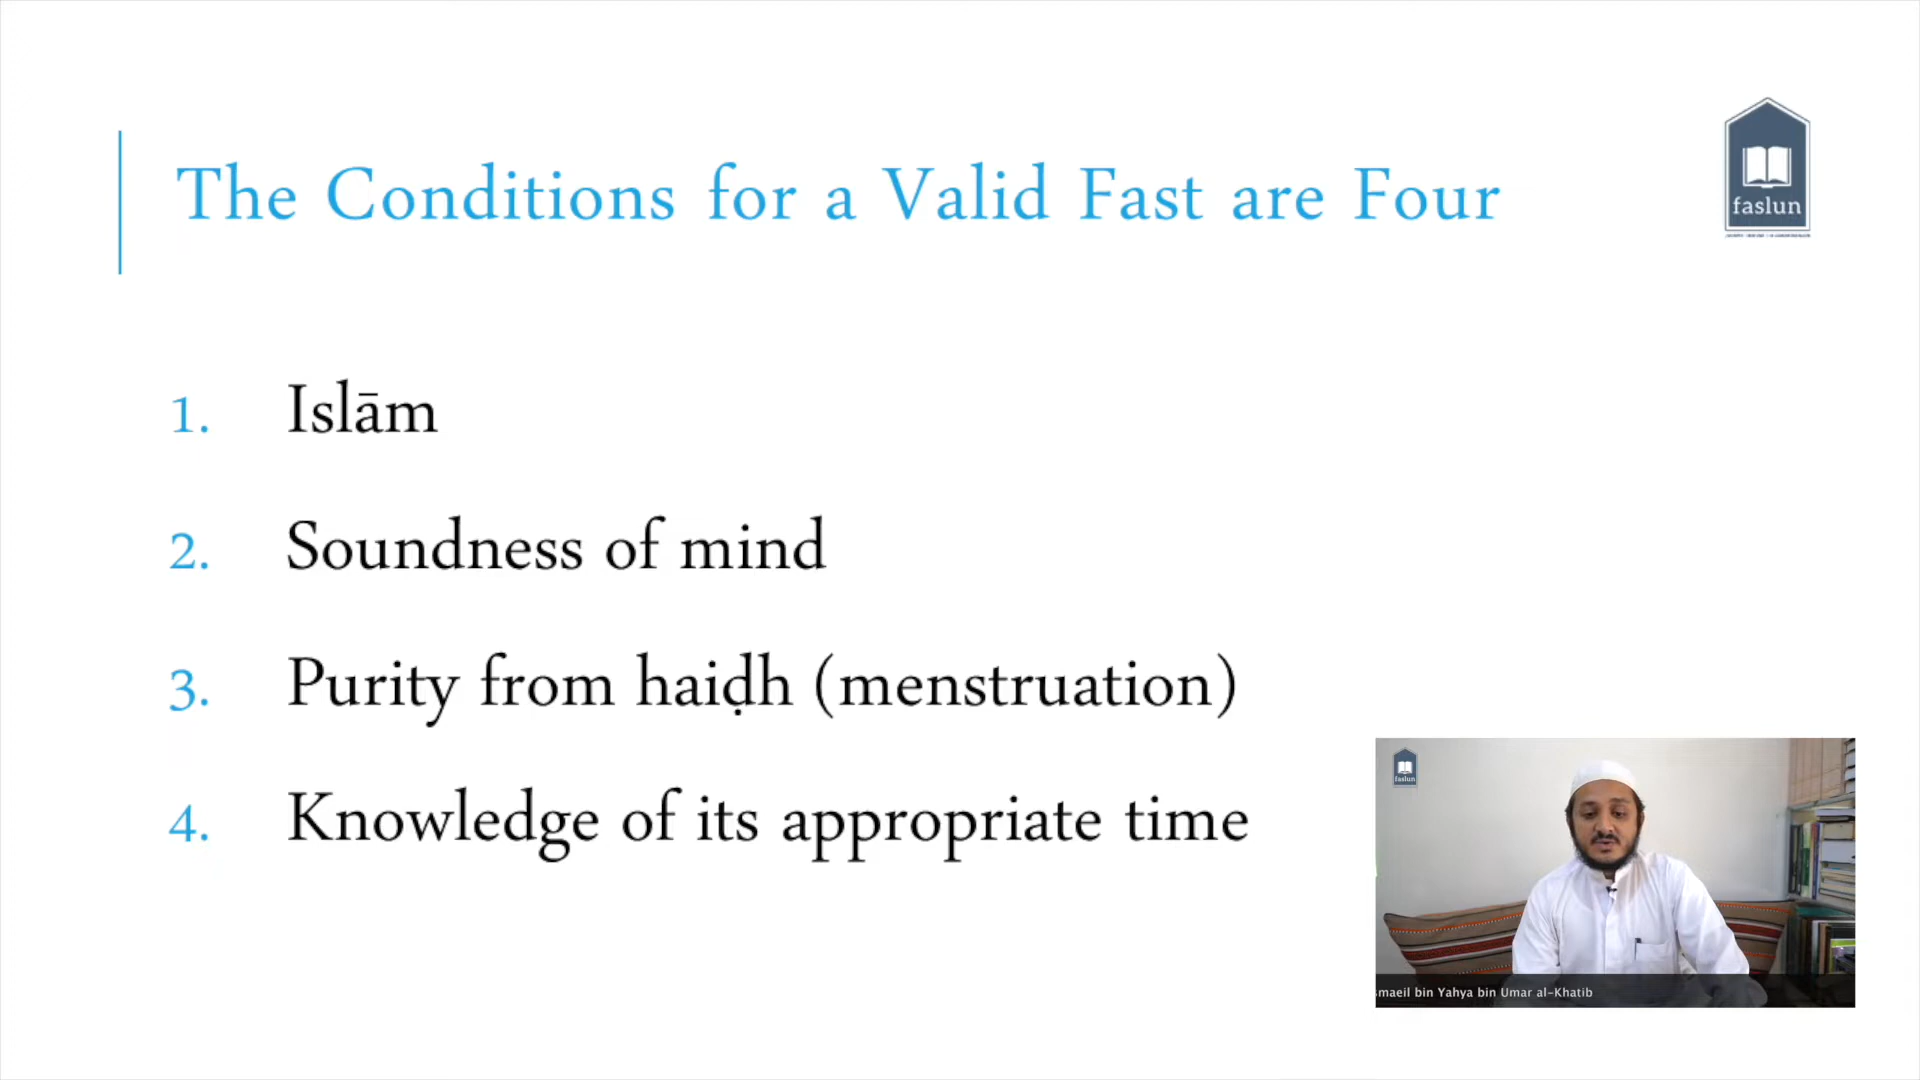 The Conditions for a Valid Fast are Four
faslun
1. Islām
2. Soundness of mind
3. Purity from haiḍh (menstruation)
4. Knowledge of its appropriate time
faslun
smaeil bin Yahya bin Umar al-Khatib